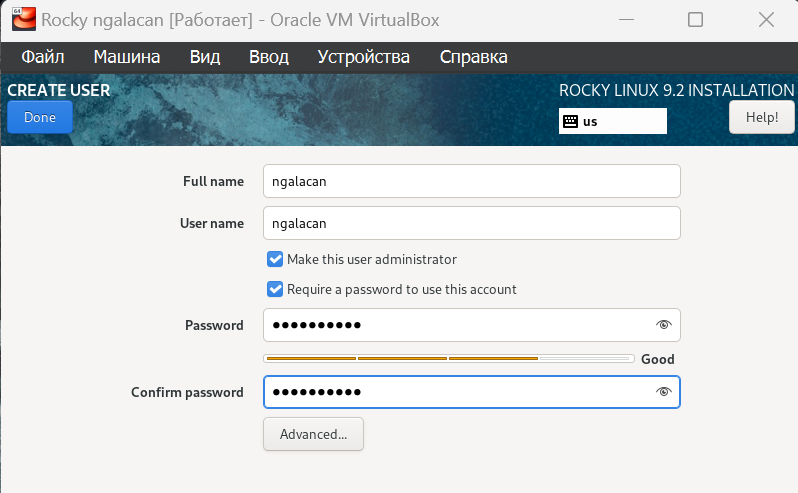 64
Rocky ngalacan [Работает] - Oracle VM VirtualBox
Файл Машина Вид Ввод Устройства Справка
CREATE USER ROCKY LINUX 9.2 INSTALLATION
Done us Help!
Full name ngalacan
User name ngalacan
Make this user administrator
Require a password to use this account
Password ●●●●●●●●●●
Good
Confirm password ●●●●●●●●●●
Advanced...